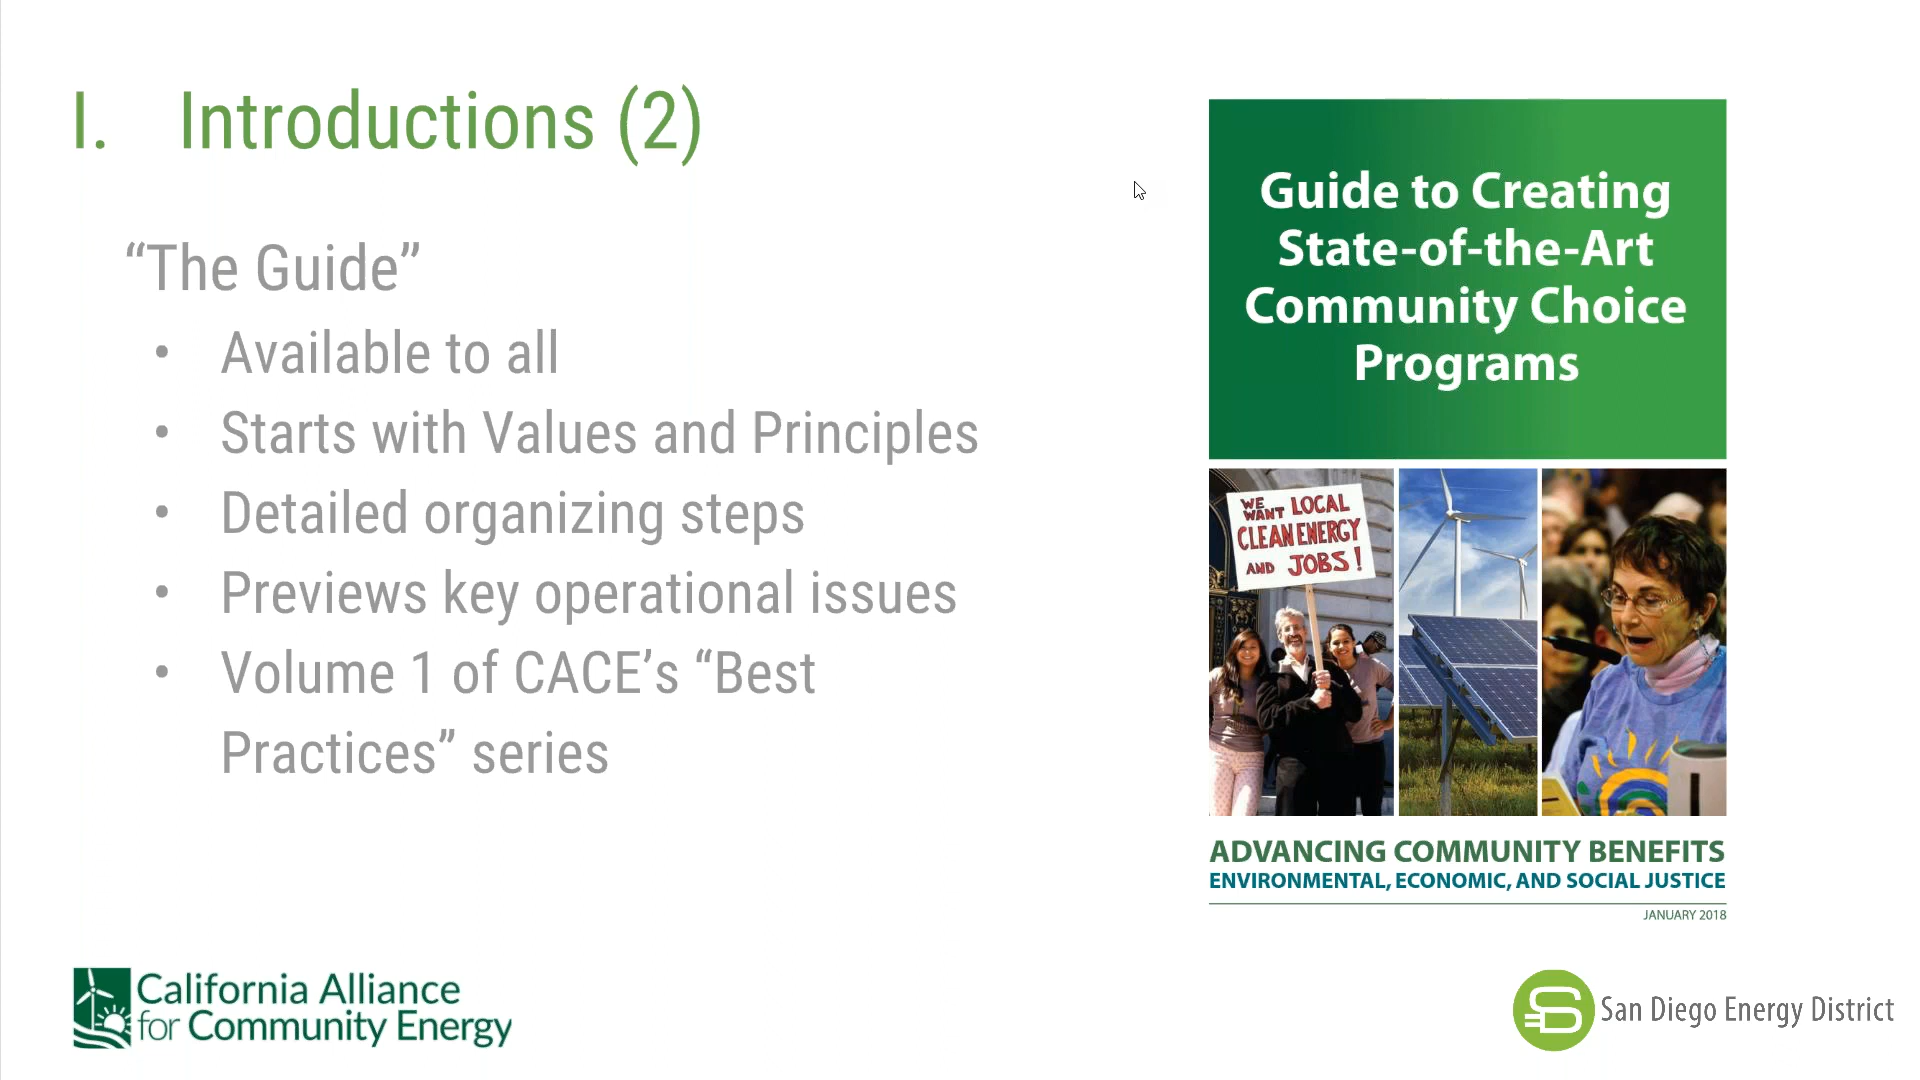 I. Introductions (2)
“The Guide”
• Available to all
• Starts with Values and Principles
• Detailed organizing steps
• Previews key operational issues
• Volume 1 of CACE’s “Best
Practices” series
Guide to Creating
State-of-the-Art
Community Choice
Programs
WE
WANT LOCAL
CLEAN ENERGY
AND JOBS!
ADVANCING COMMUNITY BENEFITS
ENVIRONMENTAL, ECONOMIC, AND SOCIAL JUSTICE
JANUARY 2018
California Alliance
for Community Energy
San Diego Energy District